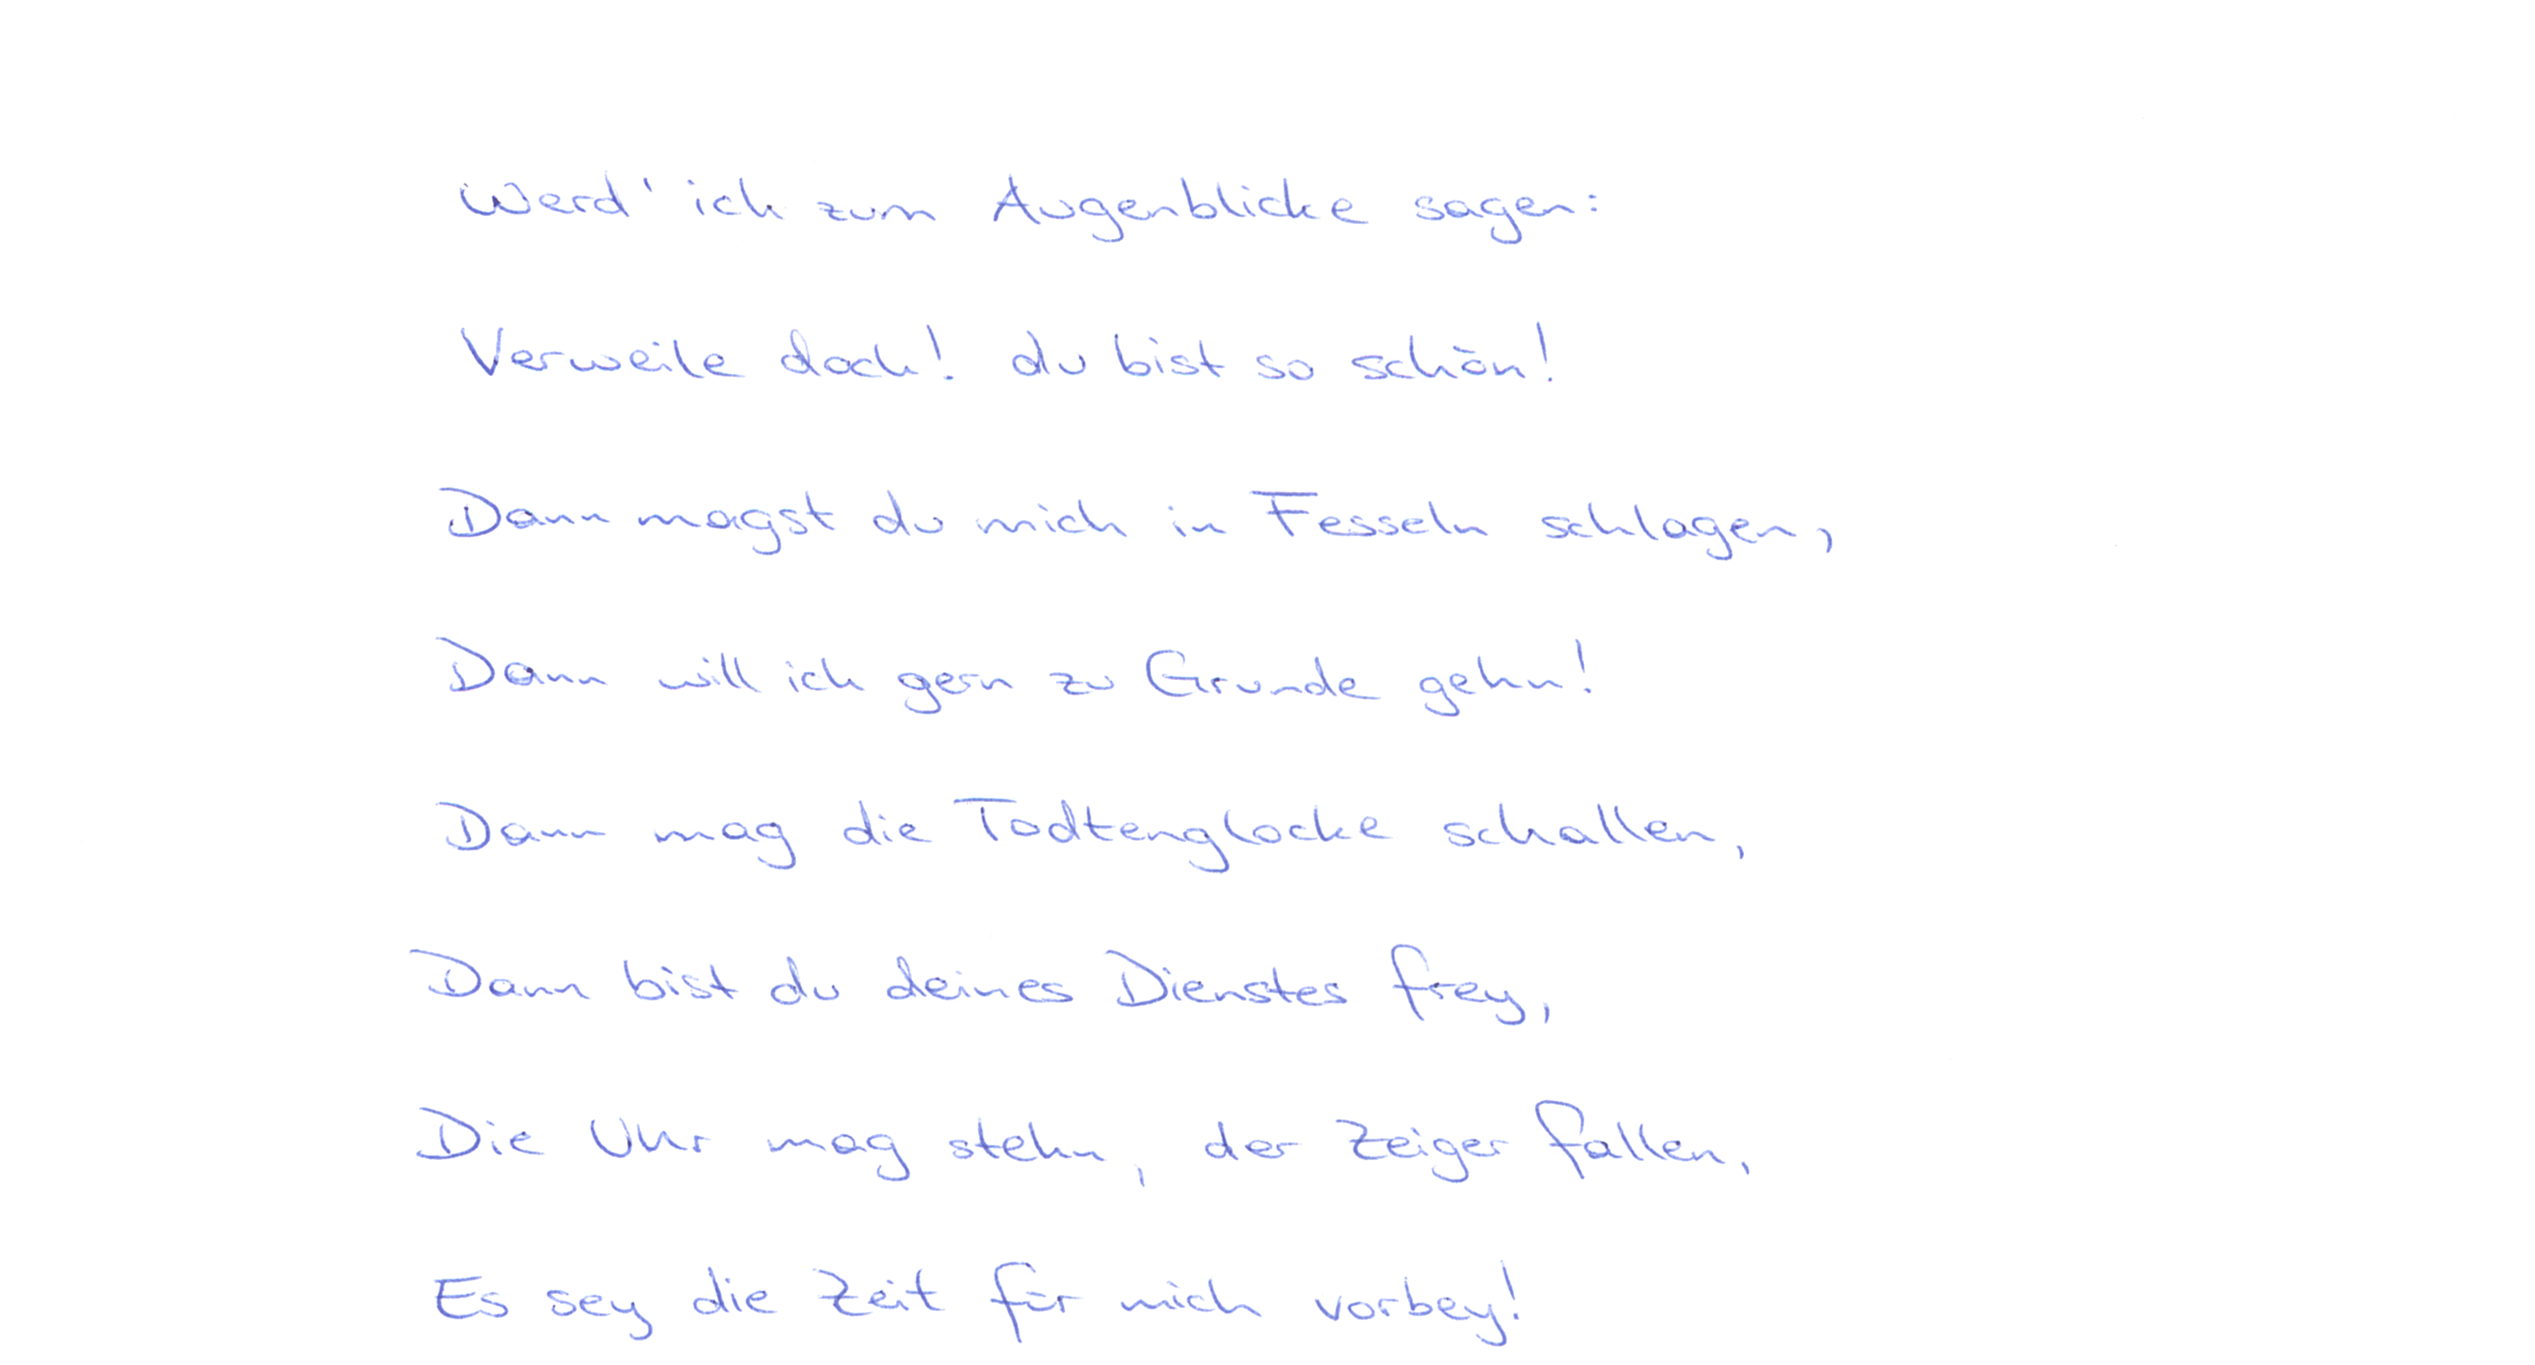 Werd' ich zum Augenblicke sagen:
Verweile doch! du bist so schön!
Dann magst du mich in Fesseln schlagen,
Dann will ich gern zu Grunde gehn!
Dann mag die Todtenglocke schallen,
Dann bist du deines Dienstes frey,
Die Uhr mag stehn, der Zeiger fallen,
Es sey die Zeit für mich vorbey!